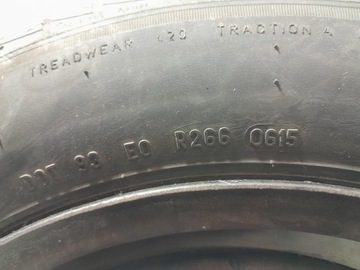 TREADWEAR 420 TRACTION A
DOT 93 E0 R266 0615